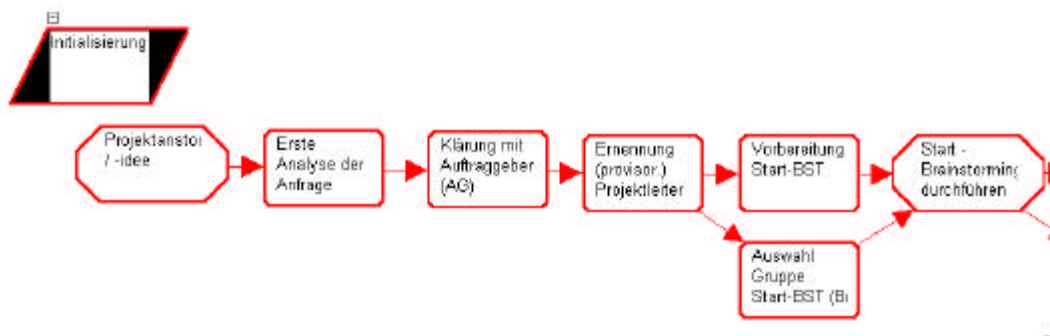 Initialisierung
Projektanstoß
/ -idee
Erste
Analyse der
Anfrage
Klärung mit
Auftraggeber
(AG)
Ernennung
(provisor.)
Projektleiter
Vorbereitung
Start-BST
Start -
Brainstorming
durchführen
Auswahl
Gruppe
Start-BST